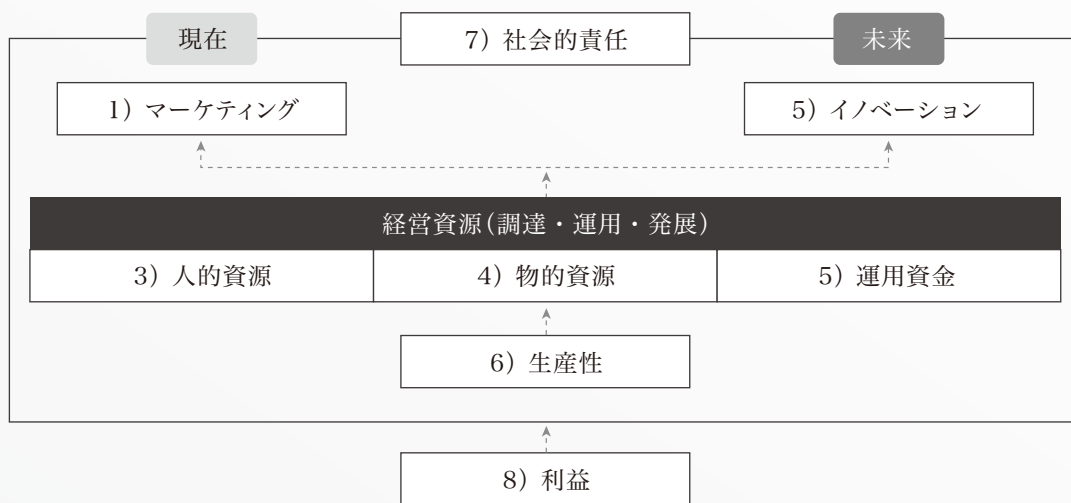 現在
7）社会的責任
未来
1）マーケティング
5）イノベーション
経営資源（調達・運用・発展）
3）人的資源
4）物的資源
5）運用資金
6）生産性
8）利益